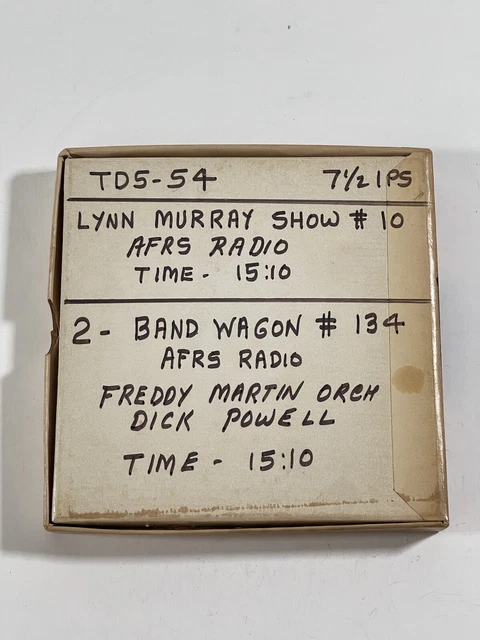 TD5-54 7½ IPS
LYNN MURRAY SHOW # 10
AFRS RADIO
TIME - 15:10
2 - BAND WAGON # 134
AFRS RADIO
FREDDY MARTIN ORCH
DICK POWELL
TIME - 15:10